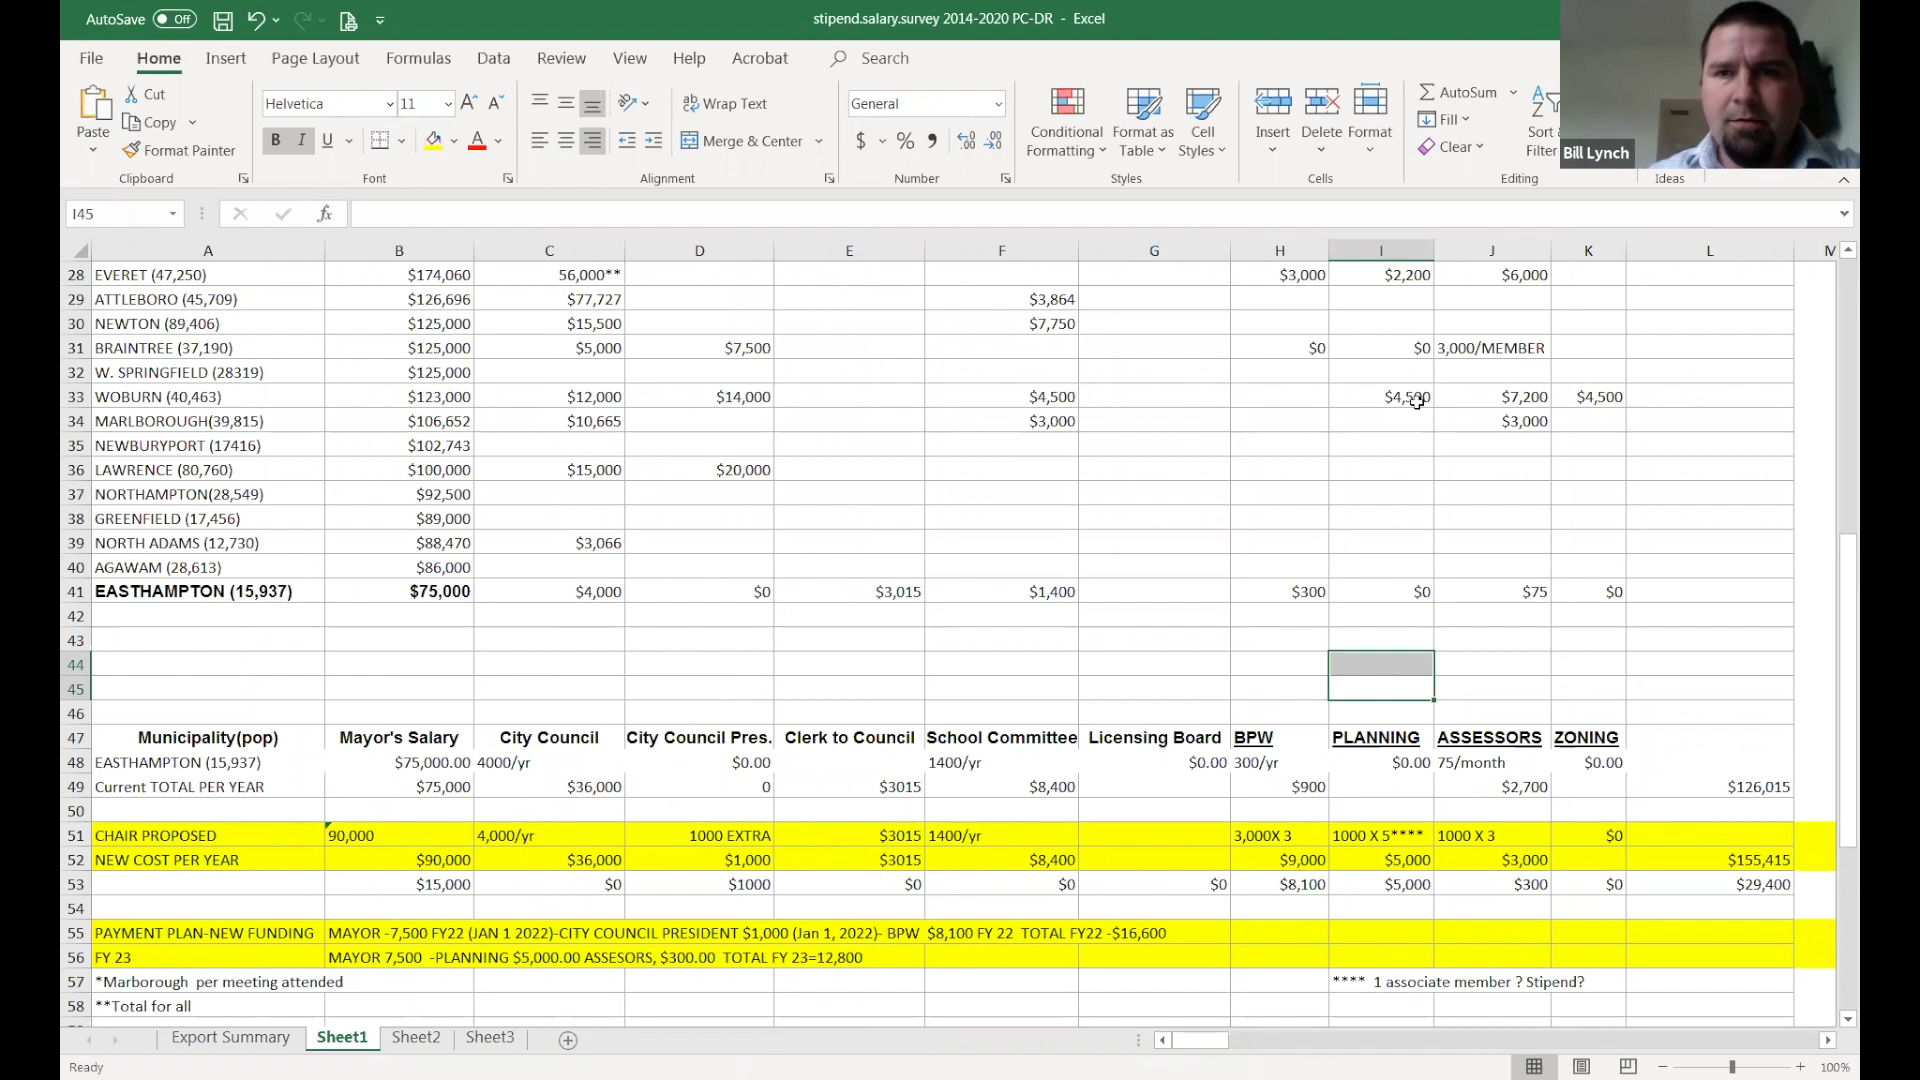 AutoSave Off stipend.salary.survey 2014-2020 PC-DR - Excel
File Home Insert Page Layout Formulas Data Review View Help Acrobat Search
Paste Cut Copy Format Painter
Helvetica 11
B I U A
Wrap Text
Merge & Center
General
$ % 9
Conditional Formatting Format as Table Cell Styles Insert Delete Format
AutoSum Fill Clear
Sort & Filter
Bill Lynch
Clipboard Font Alignment Number Styles Cells Editing Ideas
I45 fx
A B C D E F G H I J K L
28 EVERET (47,250) $174,060 56,000** $3,000 $2,200 $6,000
29 ATTLEBORO (45,709) $126,696 $77,727 $3,864
30 NEWTON (89,406) $125,000 $15,500 $7,750
31 BRAINTREE (37,190) $125,000 $5,000 $7,500 $0 $0 3,000/MEMBER
32 W. SPRINGFIELD (28319) $125,000
33 WOBURN (40,463) $123,000 $12,000 $14,000 $4,500 $4,500 $7,200 $4,500
34 MARLBOROUGH(39,815) $106,652 $10,665 $3,000 $3,000
35 NEWBURYPORT (17416) $102,743
36 LAWRENCE (80,760) $100,000 $15,000 $20,000
37 NORTHAMPTON(28,549) $92,500
38 GREENFIELD (17,456) $89,000
39 NORTH ADAMS (12,730) $88,470 $3,066
40 AGAWAM (28,613) $86,000
41 EASTHAMPTON (15,937) $75,000 $4,000 $0 $3,015 $1,400 $300 $0 $75 $0
42
43
44
45
46
47 Municipality(pop) Mayor's Salary City Council City Council Pres. Clerk to Council School Committee Licensing Board BPW PLANNING ASSESSORS ZONING
48 EASTHAMPTON (15,937) $75,000.00 4000/yr $0.00 1400/yr $0.00 300/yr $0.00 75/month $0.00
49 Current TOTAL PER YEAR $75,000 $36,000 0 $3015 $8,400 $900 $2,700 $126,015
50
51 CHAIR PROPOSED 90,000 4,000/yr 1000 EXTRA $3015 1400/yr 3,000X 3 1000 X 5**** 1000 X 3 $0
52 NEW COST PER YEAR $90,000 $36,000 $1,000 $3015 $8,400 $9,000 $5,000 $3,000 $155,415
53 $15,000 $0 $1000 $0 $0 $0 $8,100 $5,000 $300 $0 $29,400
54
55 PAYMENT PLAN-NEW FUNDING MAYOR -7,500 FY22 (JAN 1 2022)-CITY COUNCIL PRESIDENT $1,000 (Jan 1, 2022)- BPW $8,100 FY 22 TOTAL FY22 -$16,600
56 FY 23 MAYOR 7,500 -PLANNING $5,000.00 ASSESORS, $300.00 TOTAL FY 23=12,800
57 *Marborough per meeting attended **** 1 associate member ? Stipend?
58 **Total for all
Export Summary Sheet1 Sheet2 Sheet3
Ready 100%